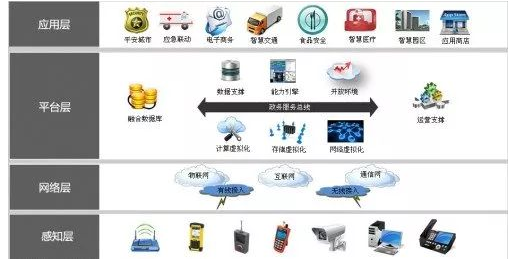 应用层
平安城市 应急联动 电子商务 智慧交通 食品安全 智慧医疗 智慧园区 应用商店
平台层
数据支撑 能力引擎 开放环境
融合数据库
政务服务总线
运营支撑
计算虚拟化 存储虚拟化 网络虚拟化
网络层
物联网 互联网 通信网
有线接入 无线接入
感知层